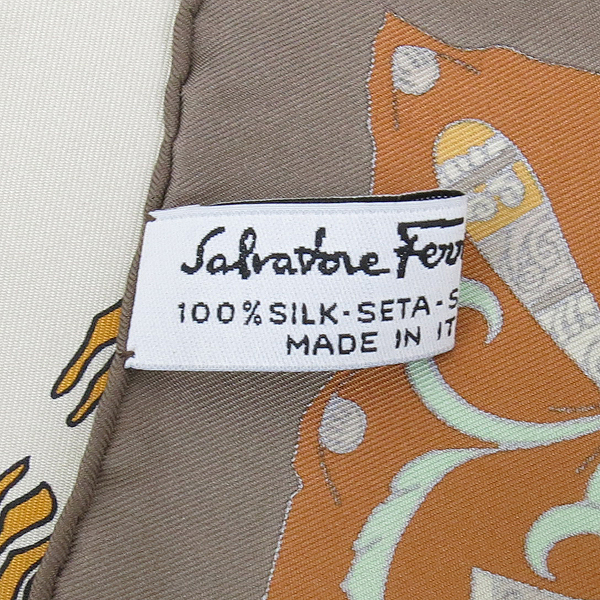 Salvatore Ferr
100% SILK-SETA-S
MADE IN IT